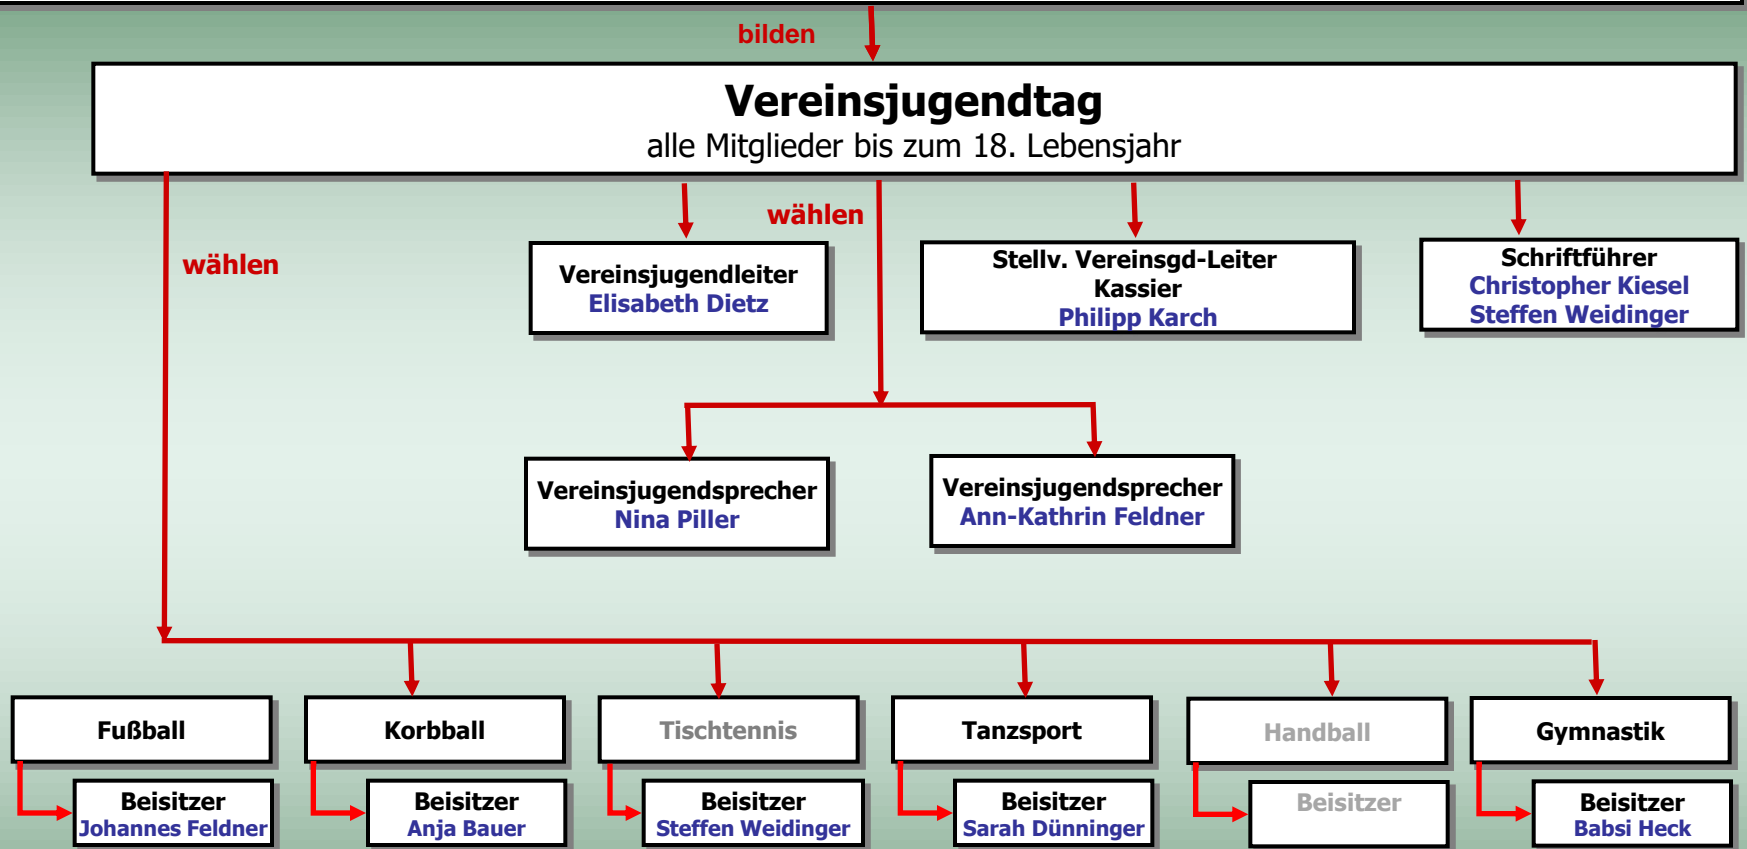 bilden
Vereinsjugendtag
alle Mitglieder bis zum 18. Lebensjahr
wählen
wählen
Vereinsjugendleiter
Elisabeth Dietz
Stellv. Vereinsgd-Leiter
Kassier
Philipp Karch
Schriftführer
Christopher Kiesel
Steffen Weidinger
Vereinsjugendsprecher
Nina Piller
Vereinsjugendsprecher
Ann-Kathrin Feldner
Fußball
Korbball
Tischtennis
Tanzsport
Handball
Gymnastik
Beisitzer
Johannes Feldner
Beisitzer
Anja Bauer
Beisitzer
Steffen Weidinger
Beisitzer
Sarah Dünninger
Beisitzer
Beisitzer
Babsi Heck